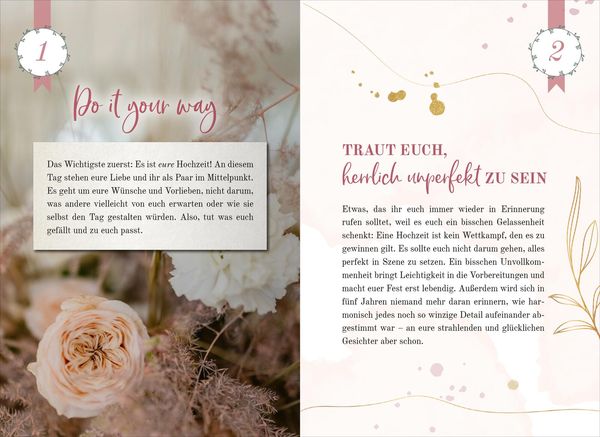 1
Do it your way
Das Wichtigste zuerst: Es ist eure Hochzeit! An diesem
Tag stehen eure Liebe und ihr als Paar im Mittelpunkt.
Es geht um eure Wünsche und Vorlieben, nicht darum,
was andere vielleicht von euch erwarten oder wie sie
selbst den Tag gestalten würden. Also, tut was euch
gefällt und zu euch passt.
2
TRAUT EUCH,
herrlich unperfekt ZU SEIN
Etwas, das ihr euch immer wieder in Erinnerung
rufen solltet, weil es euch ein bisschen Gelassenheit
schenkt: Eine Hochzeit ist kein Wettkampf, den es zu
gewinnen gilt. Es sollte euch nicht darum gehen, alles
perfekt in Szene zu setzen. Ein bisschen Unvollkom-
menheit bringt Leichtigkeit in die Vorbereitungen und
macht euer Fest erst lebendig. Außerdem wird sich in
fünf Jahren niemand mehr daran erinnern, wie har-
monisch jedes noch so winzige Detail aufeinander ab-
gestimmt war – an eure strahlenden und glücklichen
Gesichter aber schon.